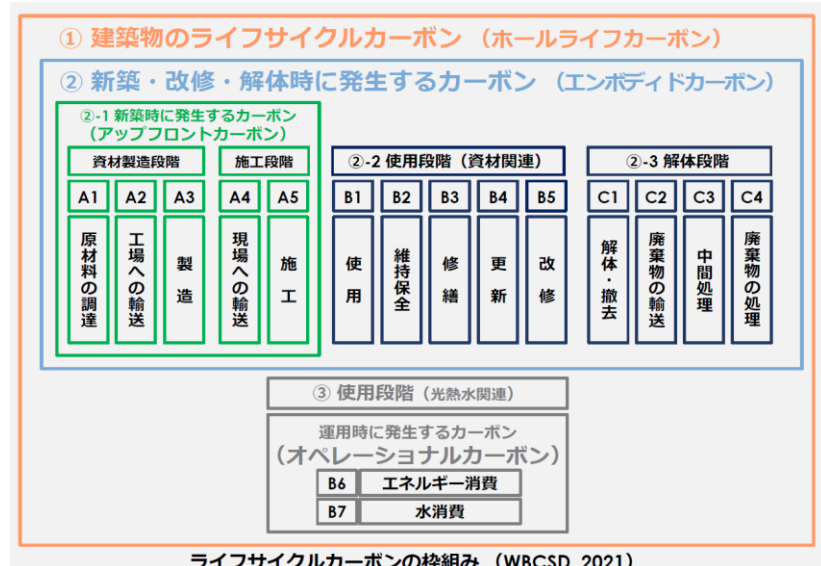 ① 建築物のライフサイクルカーボン （ホールライフカーボン）
② 新築・改修・解体時に発生するカーボン （エンボディドカーボン）
②-1 新築時に発生するカーボン
（アップフロントカーボン）
資材製造段階
施工段階
②-2 使用段階（資材関連）
②-3 解体段階
A1
A2
A3
A4
A5
B1
B2
B3
B4
B5
C1
C2
C3
C4
原材料の調達
工場への輸送
製造
現場への輸送
施工
使用
維持保全
修繕
更新
改修
解体・撤去
廃棄物の輸送
中間処理
廃棄物の処理
③ 使用段階（光熱水関連）
運用時に発生するカーボン
（オペレーショナルカーボン）
B6 エネルギー消費
B7 水消費
ライフサイクルカーボンの枠組み （WBCSD, 2021）